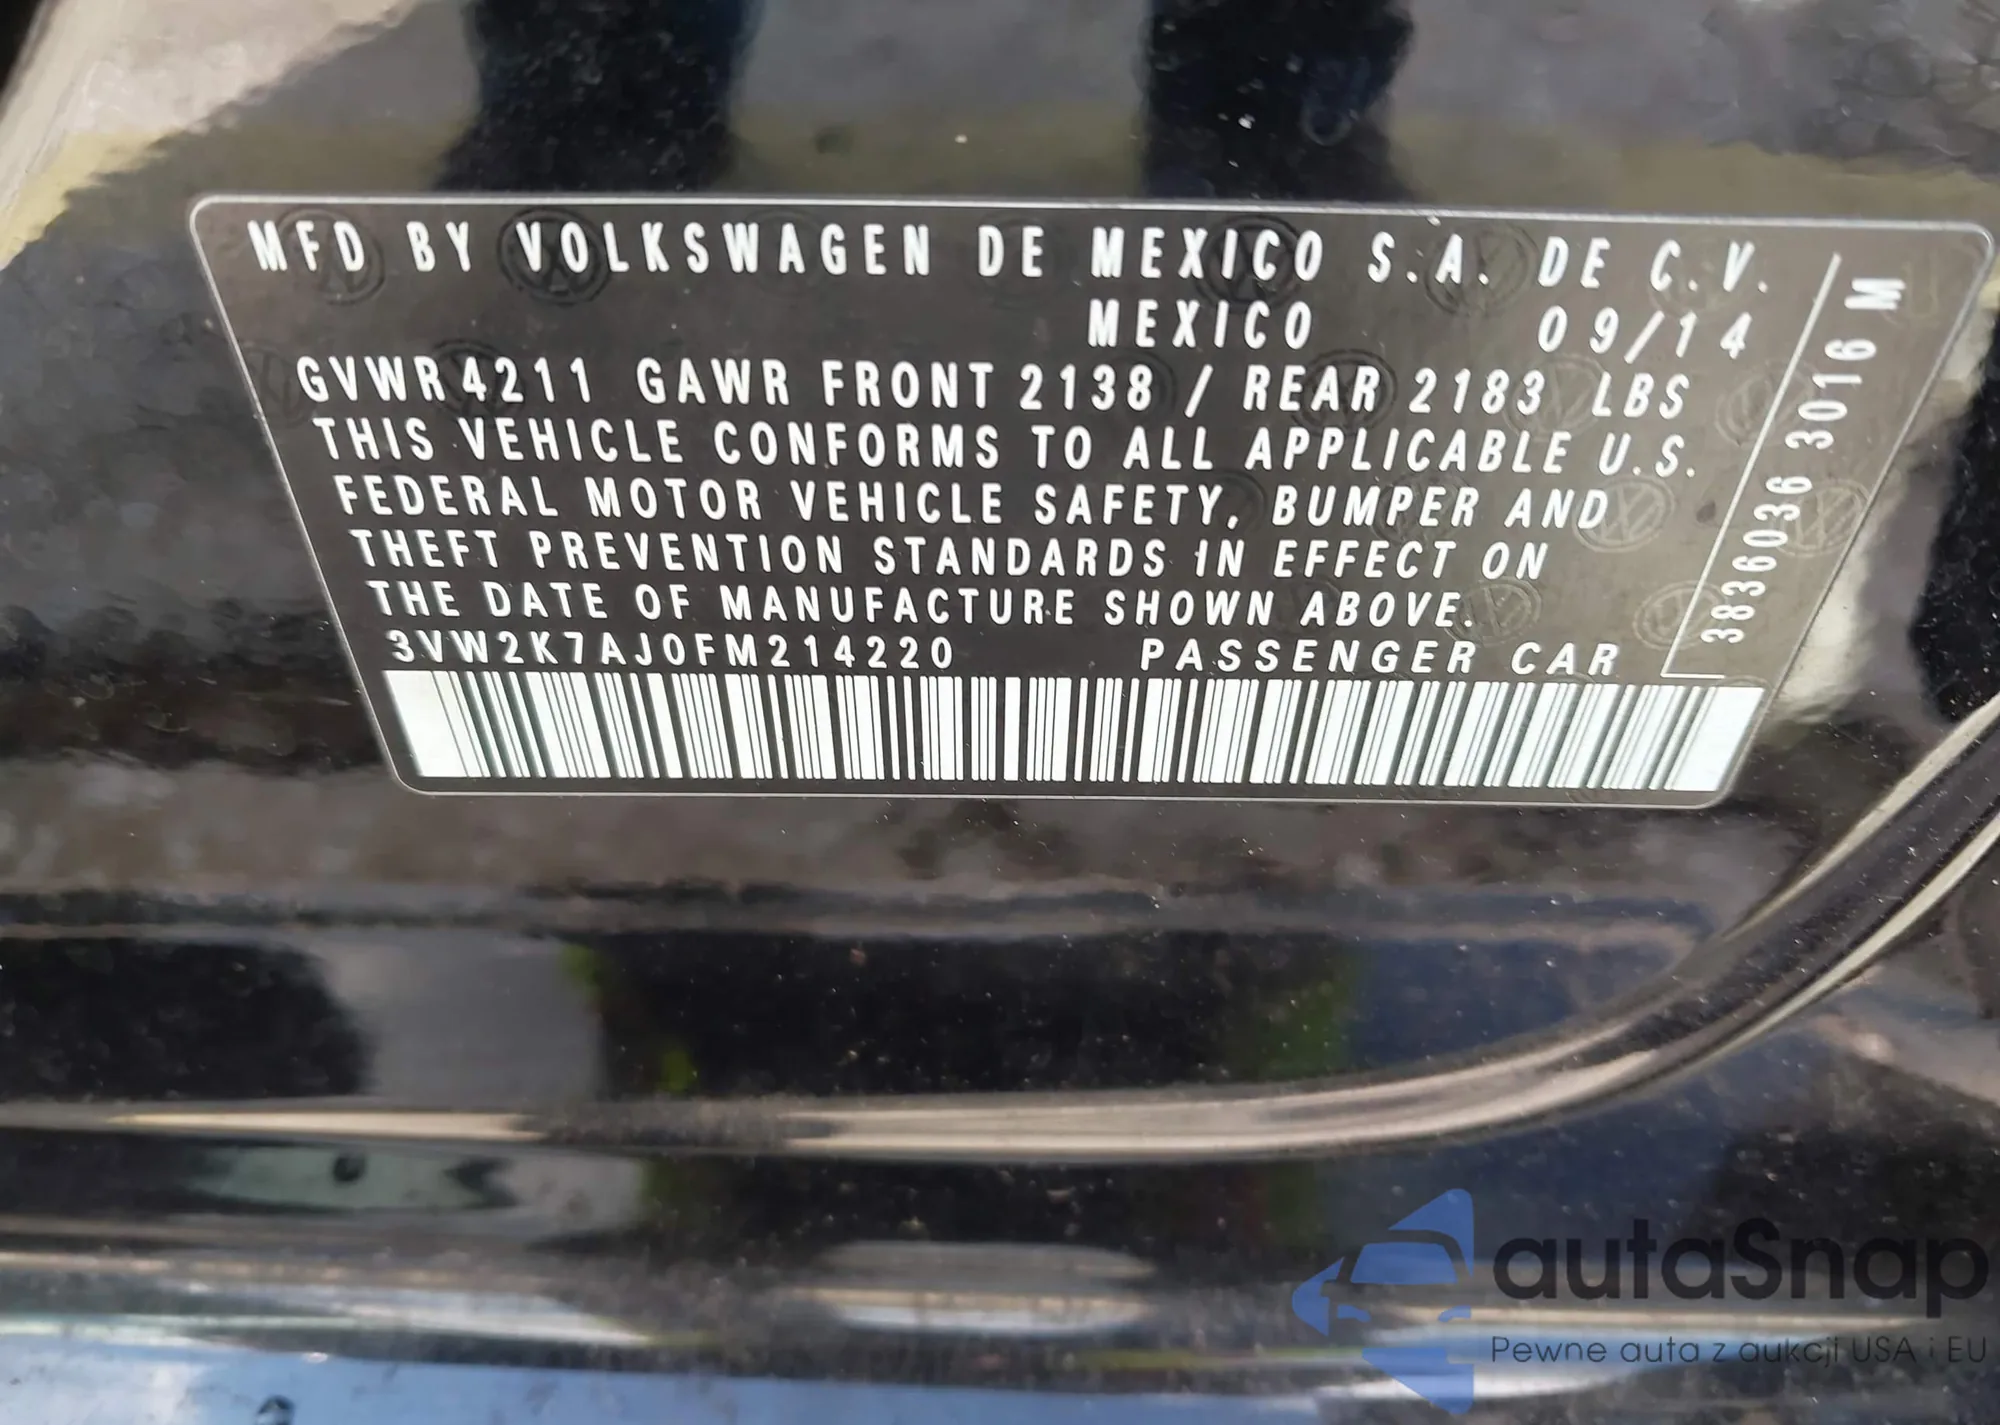 MFD BY VOLKSWAGEN DE MEXICO S.A. DE C.V.
MEXICO 09/14
GVWR 4211 GAWR FRONT 2138 / REAR 2183 LBS
THIS VEHICLE CONFORMS TO ALL APPLICABLE U.S.
FEDERAL MOTOR VEHICLE SAFETY, BUMPER AND
THEFT PREVENTION STANDARDS IN EFFECT ON
THE DATE OF MANUFACTURE SHOWN ABOVE.
3VW2K7AJ0FM214220 PASSENGER CAR
3836036 3016 M
autaSnap
Pewne auta z aukcji USA i EU